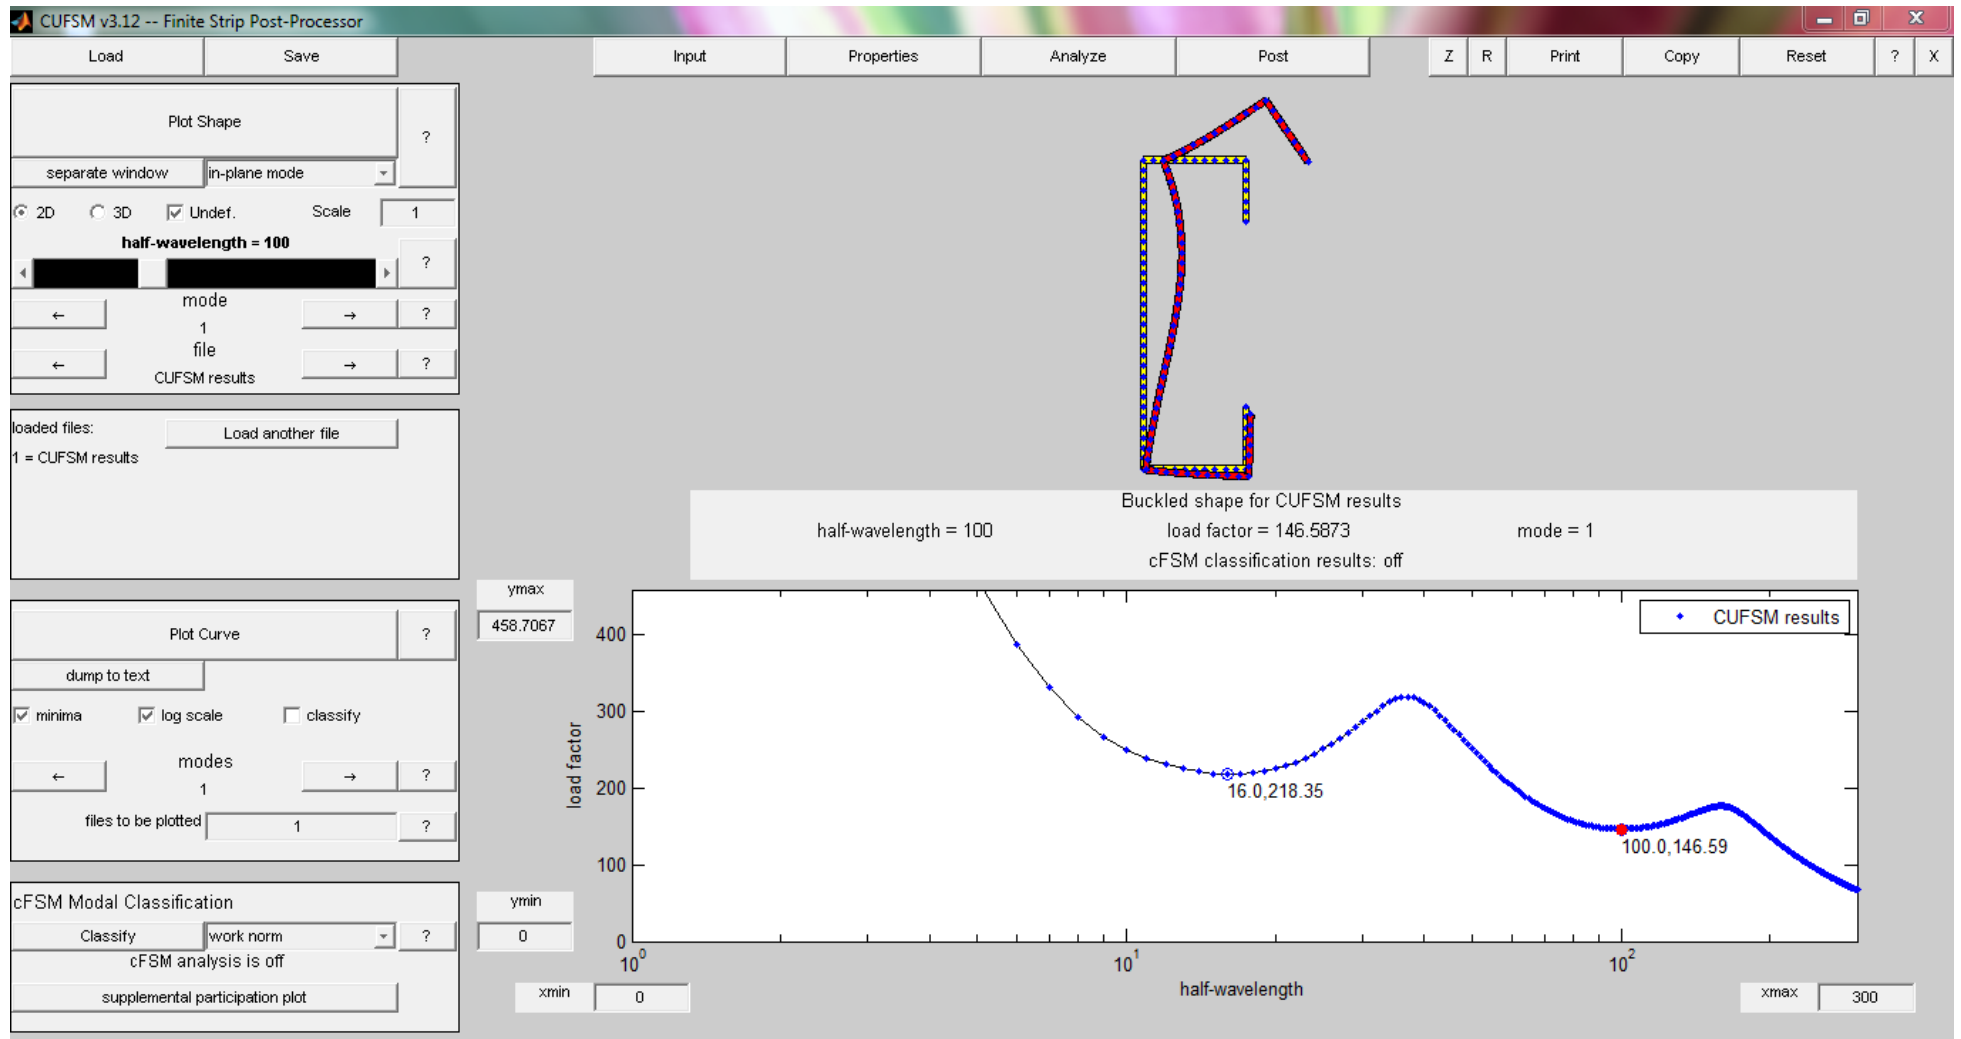 CUFSM v3.12 -- Finite Strip Post-Processor
Load
Save
Input
Properties
Analyze
Post
Z
R
Print
Copy
Reset
?
X
Plot Shape
?
separate window
in-plane mode
2D
3D
Undef.
Scale
1
half-wavelength = 100
?
mode
←
→
?
1
file
←
→
?
CUFSM results
loaded files:
Load another file
1 = CUFSM results
Buckled shape for CUFSM results
half-wavelength = 100
load factor = 146.5873
mode = 1
cFSM classification results: off
Plot Curve
?
dump to text
minima
log scale
classify
modes
←
→
?
1
files to be plotted
1
?
cFSM Modal Classification
Classify
work norm
?
cFSM analysis is off
supplemental participation plot
ymax
458.7067
400
300
200
100
0
load factor
CUFSM results
16.0,218.35
100.0,146.59
ymin
0
10⁰
10¹
10²
half-wavelength
xmin
0
xmax
300